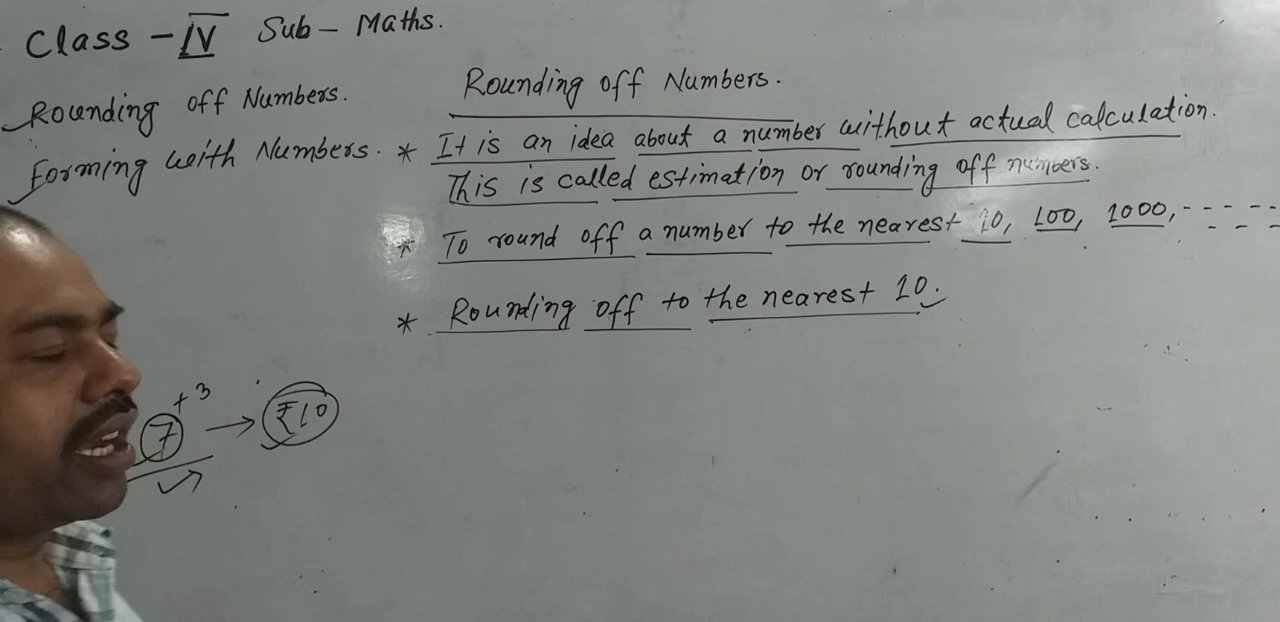 Class - IV Sub - Maths.
Rounding off Numbers.
Forming with Numbers.
Rounding off Numbers.
* It is an idea about a number without actual calculation.
This is called estimation or rounding off numbers.
* To round off a number to the nearest 10, 100, 1000, - - - - -
* Rounding off to the nearest 10.
7 +3 → ₹10